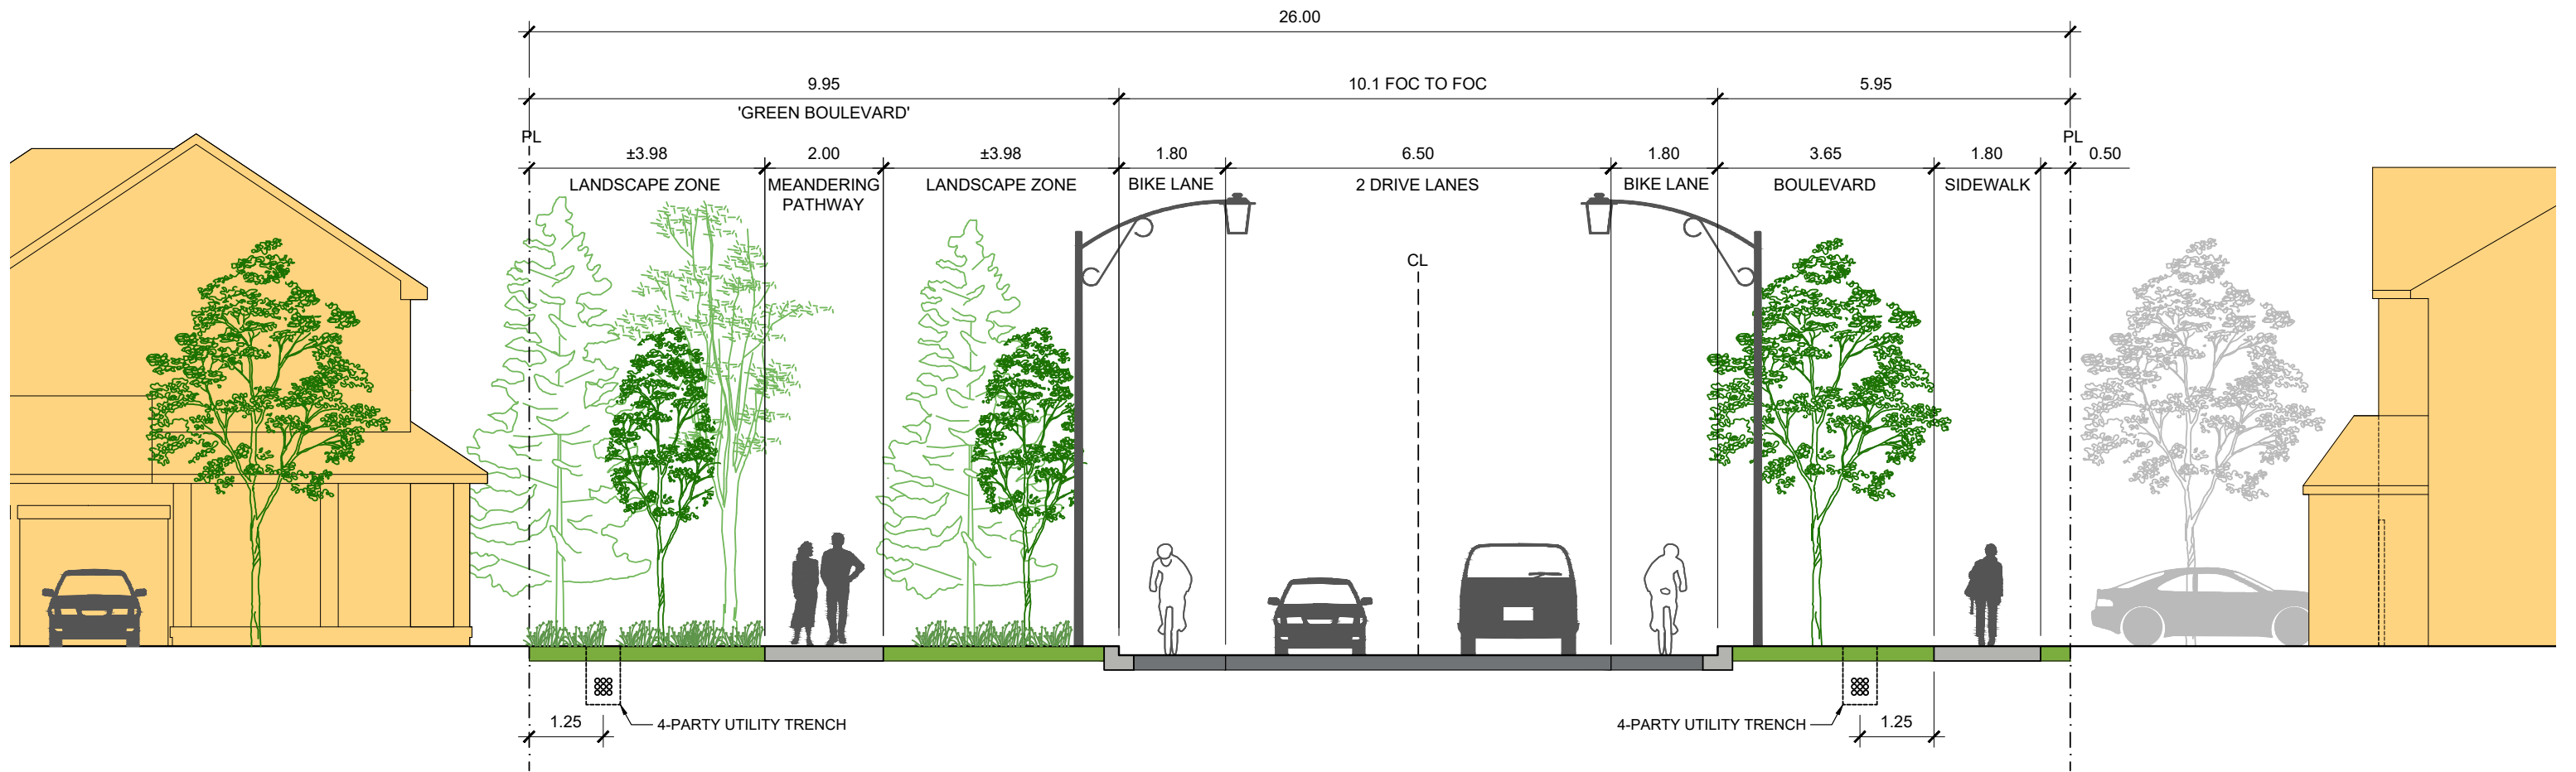 26.00
9.95
10.1 FOC TO FOC
5.95
'GREEN BOULEVARD'
PL
PL
±3.98
2.00
±3.98
1.80
6.50
1.80
3.65
1.80
0.50
LANDSCAPE ZONE
MEANDERING
PATHWAY
LANDSCAPE ZONE
BIKE LANE
2 DRIVE LANES
BIKE LANE
BOULEVARD
SIDEWALK
CL
1.25
4-PARTY UTILITY TRENCH
4-PARTY UTILITY TRENCH
1.25